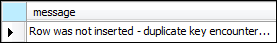 message
Row was not inserted - duplicate key encounter...